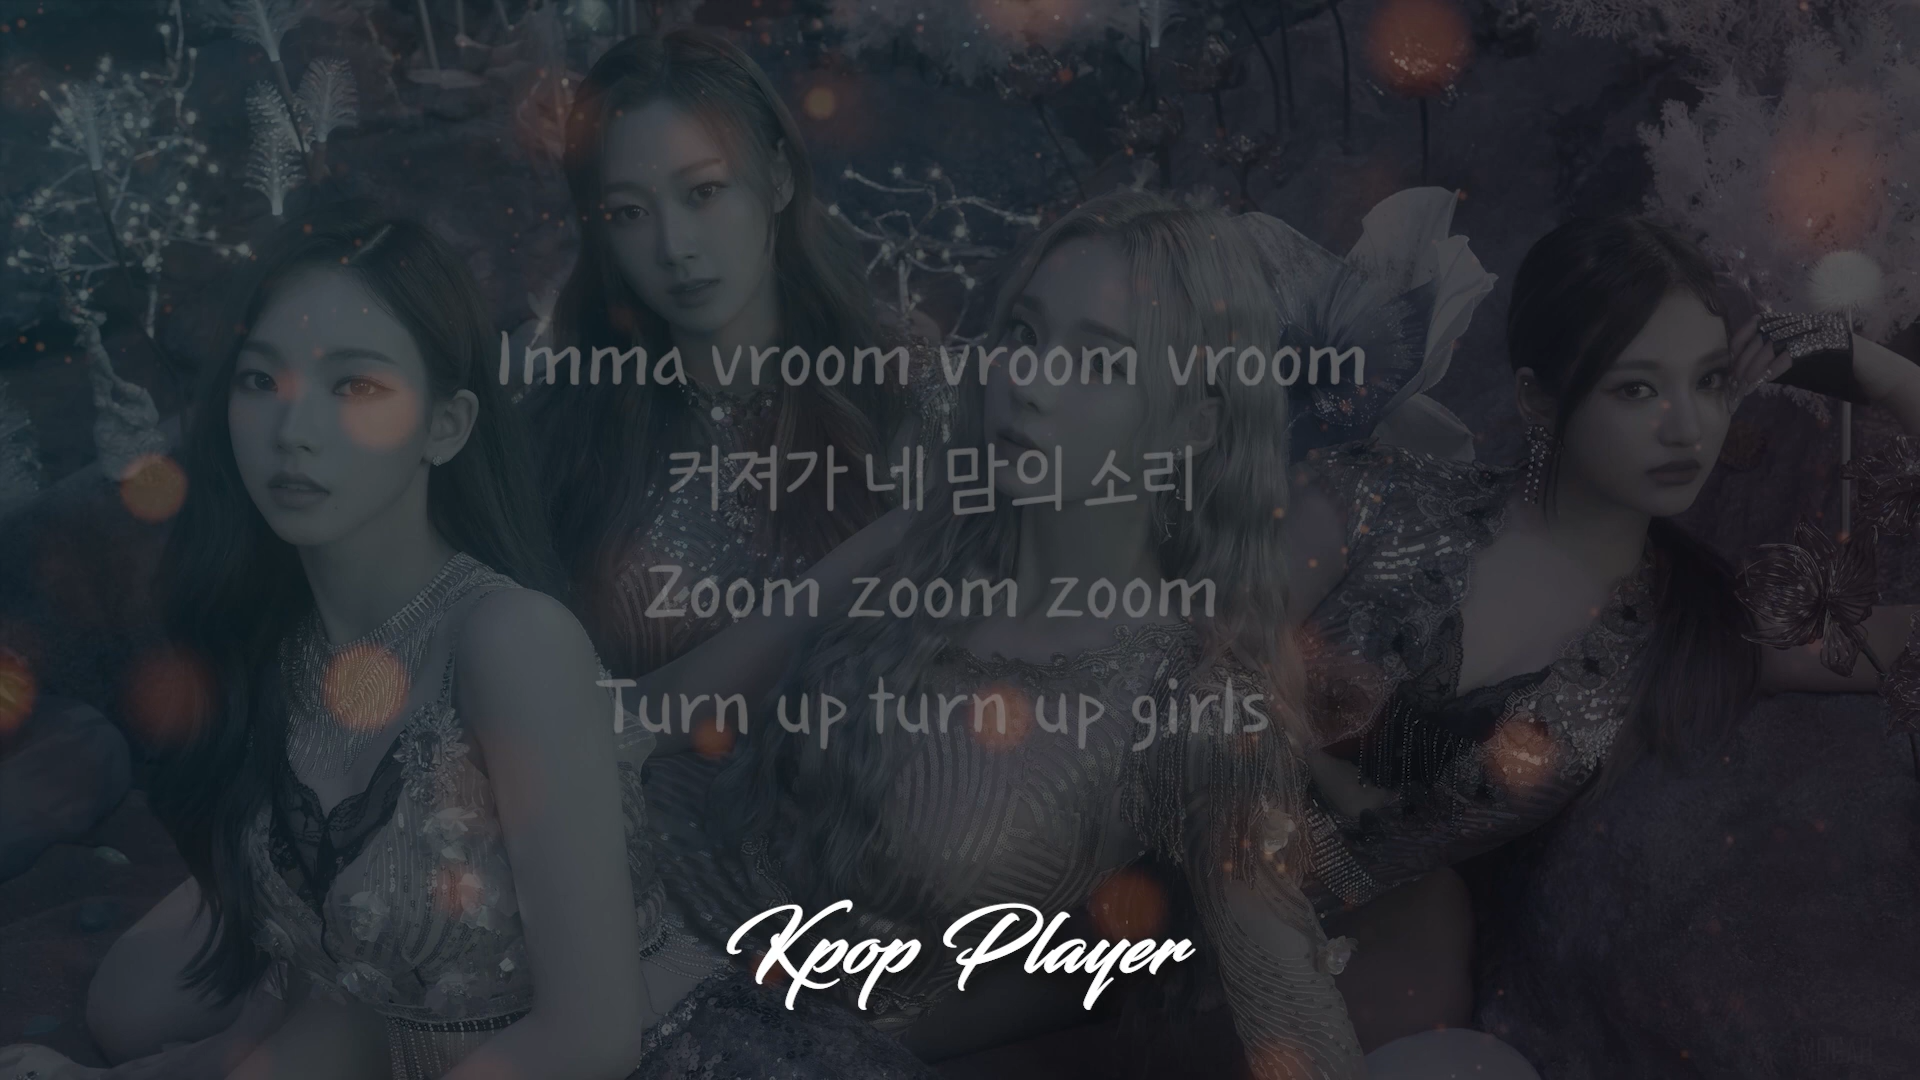 Imma vroom vroom vroom
커져가 네 맘의 소리
Zoom zoom zoom
Turn up turn up girls
Kpop Player